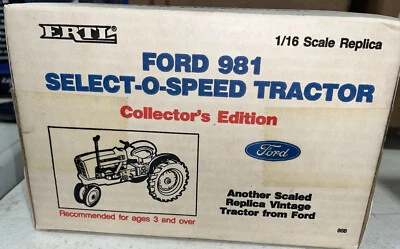 ERTL
1/16 Scale Replica
FORD 981
SELECT-O-SPEED TRACTOR
Collector's Edition
Ford
Another Scaled
Replica Vintage
Tractor from Ford
Recommended for ages 3 and over
868